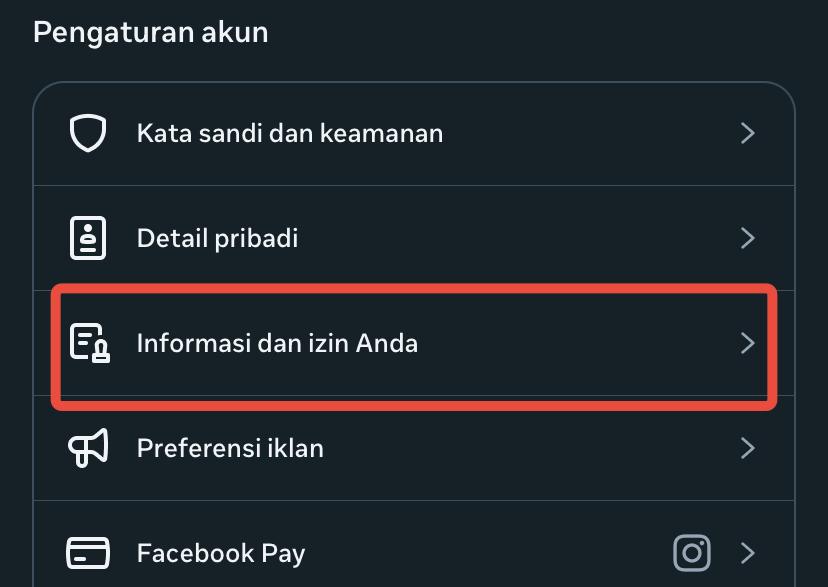 Pengaturan akun
Kata sandi dan keamanan
Detail pribadi
Informasi dan izin Anda
Preferensi iklan
Facebook Pay